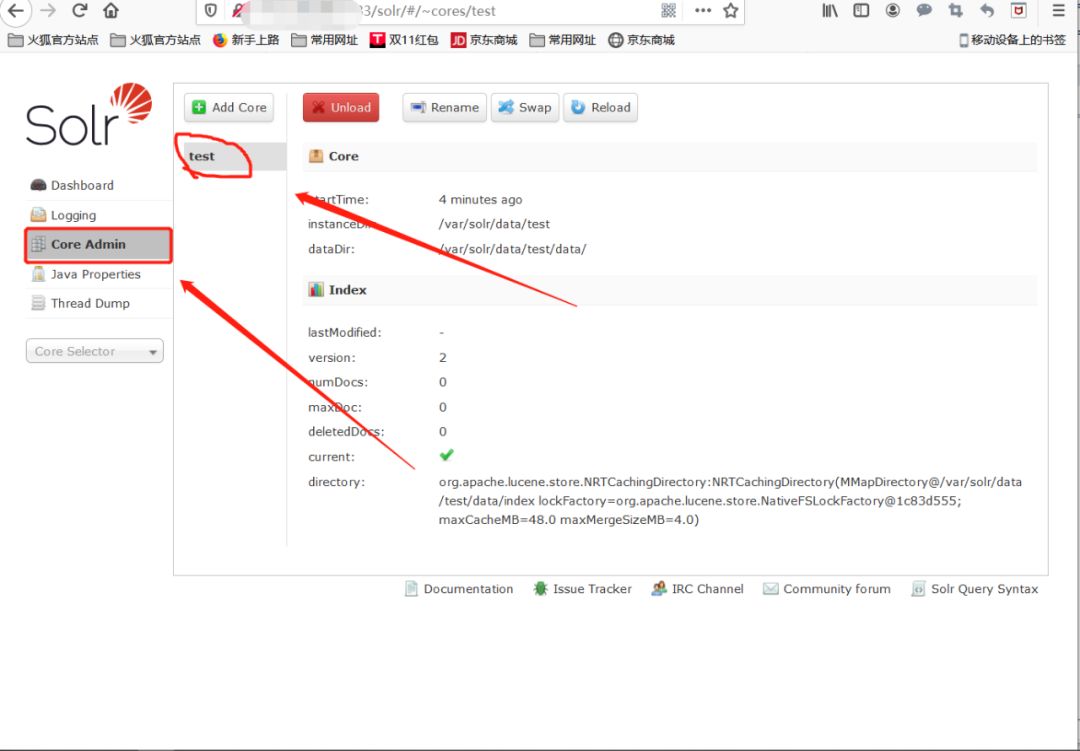 3/solr/#/~cores/test
火狐官方站点 火狐官方站点 新手上路 常用网址 T 双11红包 JD 京东商城 常用网址 京东商城 移动设备上的书签
Solr
Add Core Unload Rename Swap Reload
test
Core
Dashboard
Logging
Core Admin
Java Properties
Thread Dump
Core Selector
startTime: 4 minutes ago
instanceDir: /var/solr/data/test
dataDir: /var/solr/data/test/data/
Index
lastModified: -
version: 2
numDocs: 0
maxDoc: 0
deletedDocs: 0
current:
directory: org.apache.lucene.store.NRTCachingDirectory:NRTCachingDirectory(MMapDirectory@/var/solr/data
/test/data/index lockFactory=org.apache.lucene.store.NativeFSLockFactory@1c83d555;
maxCacheMB=48.0 maxMergeSizeMB=4.0)
Documentation Issue Tracker IRC Channel Community forum Solr Query Syntax